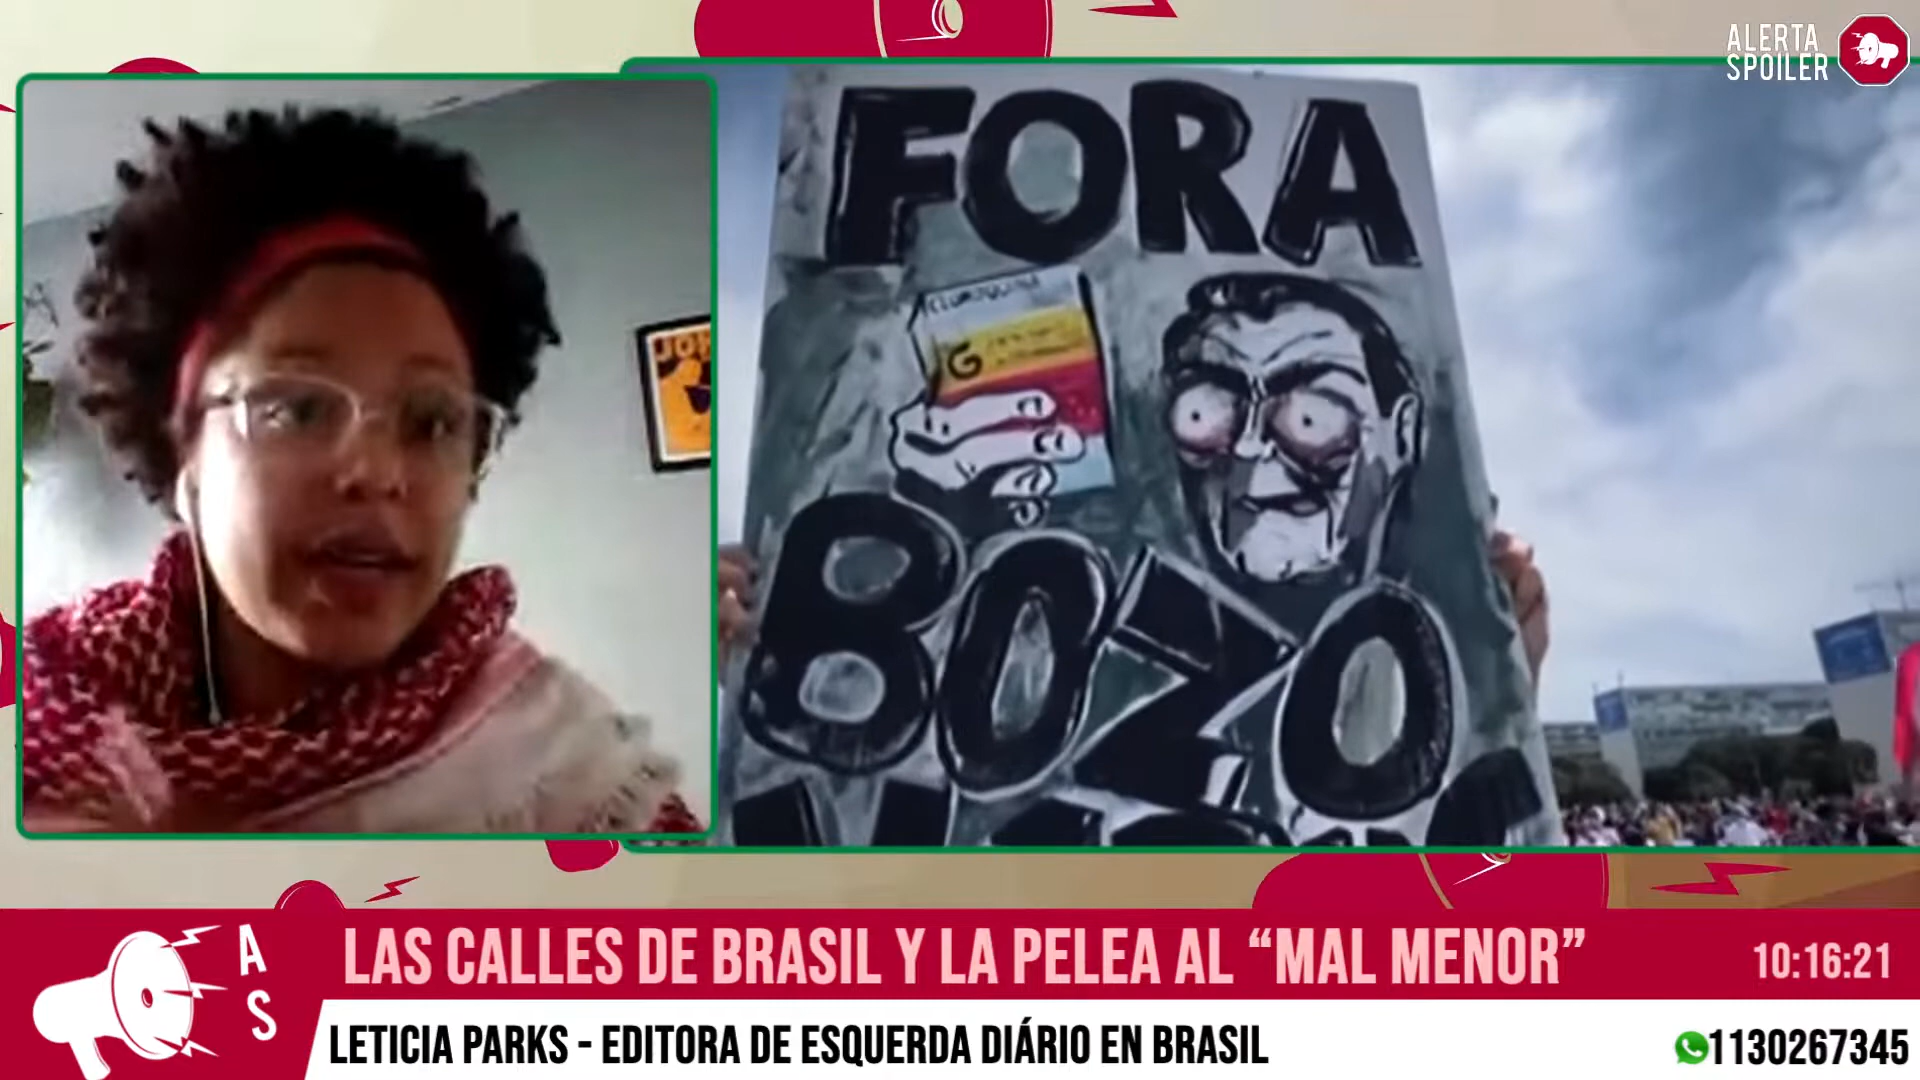 ALERTA
SPOILER
FORA
G
BOZO
JOR
A
S
LAS CALLES DE BRASIL Y LA PELEA AL “MAL MENOR”
10:16:21
LETICIA PARKS - EDITORA DE ESQUERDA DIÁRIO EN BRASIL
1130267345